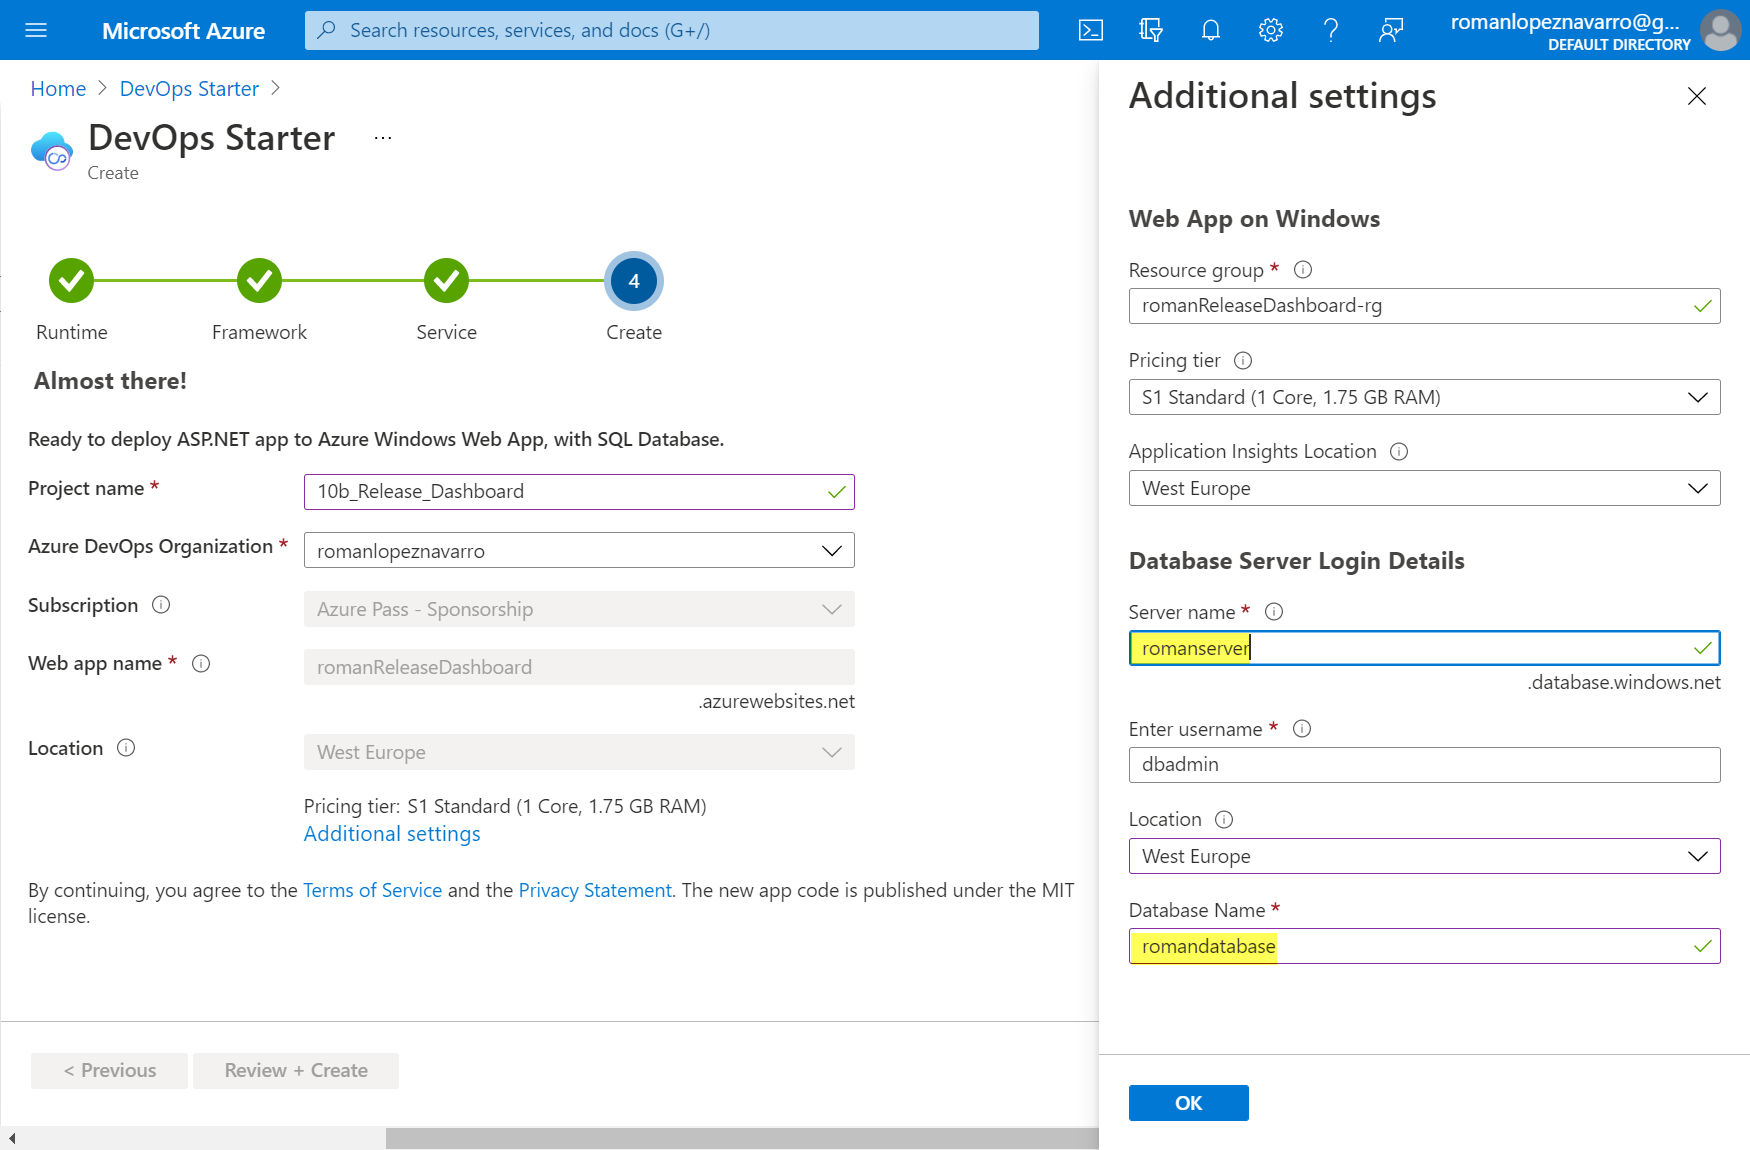 Microsoft Azure
Search resources, services, and docs (G+/)
romanlopeznavarro@g...
DEFAULT DIRECTORY
Home > DevOps Starter >
DevOps Starter ...
Create
4
Runtime Framework Service Create
Almost there!
Ready to deploy ASP.NET app to Azure Windows Web App, with SQL Database.
Project name *
10b_Release_Dashboard
Azure DevOps Organization *
romanlopeznavarro
Subscription
Azure Pass - Sponsorship
Web app name *
romanReleaseDashboard
.azurewebsites.net
Location
West Europe
Pricing tier: S1 Standard (1 Core, 1.75 GB RAM)
Additional settings
By continuing, you agree to the Terms of Service and the Privacy Statement. The new app code is published under the MIT
license.
< Previous
Review + Create
Additional settings
Web App on Windows
Resource group *
romanReleaseDashboard-rg
Pricing tier
S1 Standard (1 Core, 1.75 GB RAM)
Application Insights Location
West Europe
Database Server Login Details
Server name *
romanserver
.database.windows.net
Enter username *
dbadmin
Location
West Europe
Database Name *
romandatabase
OK